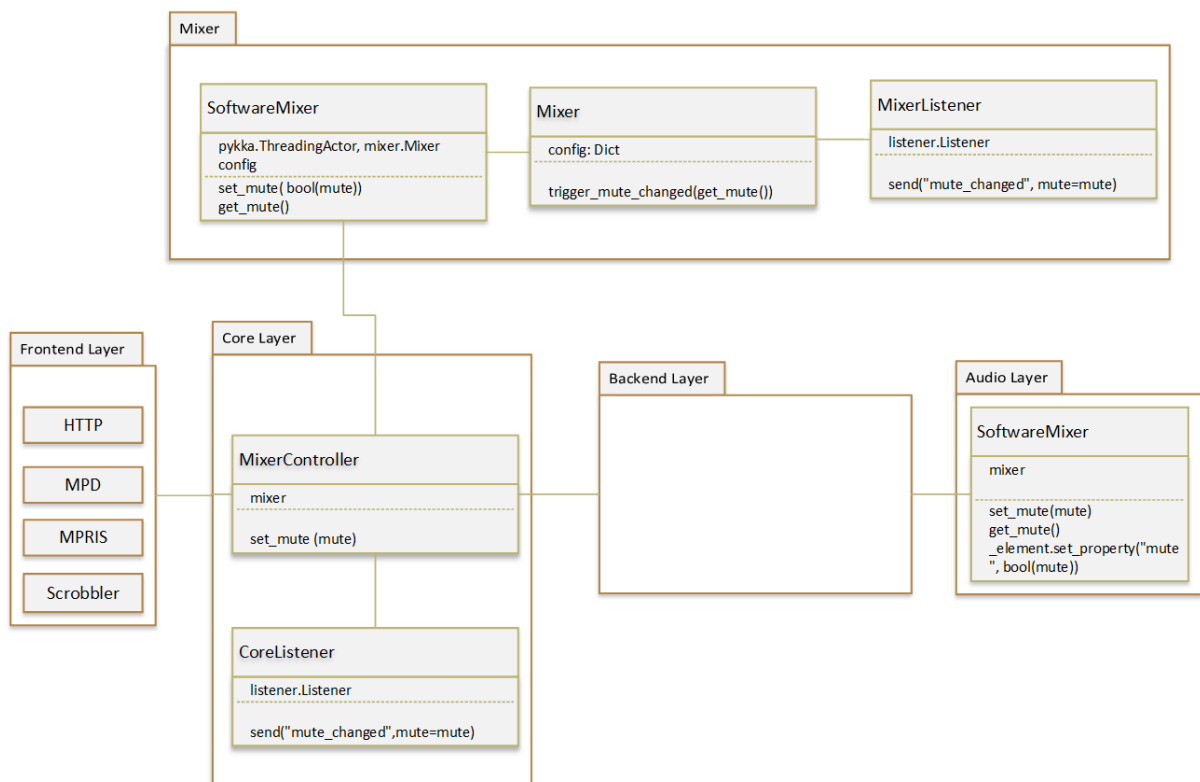 Mixer
SoftwareMixer
pykka.ThreadingActor, mixer.Mixer
config
set_mute( bool(mute))
get_mute()
Mixer
config: Dict
trigger_mute_changed(get_mute())
MixerListener
listener.Listener
send("mute_changed", mute=mute)
Frontend Layer
HTTP
MPD
MPRIS
Scrobbler
Core Layer
MixerController
mixer
set_mute (mute)
CoreListener
listener.Listener
send("mute_changed",mute=mute)
Backend Layer
Audio Layer
SoftwareMixer
mixer
set_mute(mute)
get_mute()
_element.set_property("mute
", bool(mute))